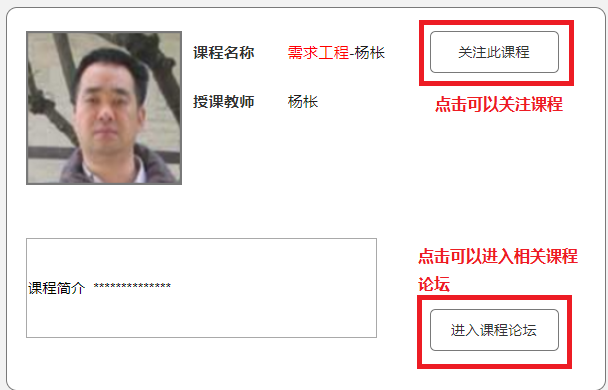 课程名称 需求工程-杨枨
关注此课程
点击可以关注课程
授课教师 杨枨
点击可以进入相关课程
论坛
课程简介 **************
进入课程论坛